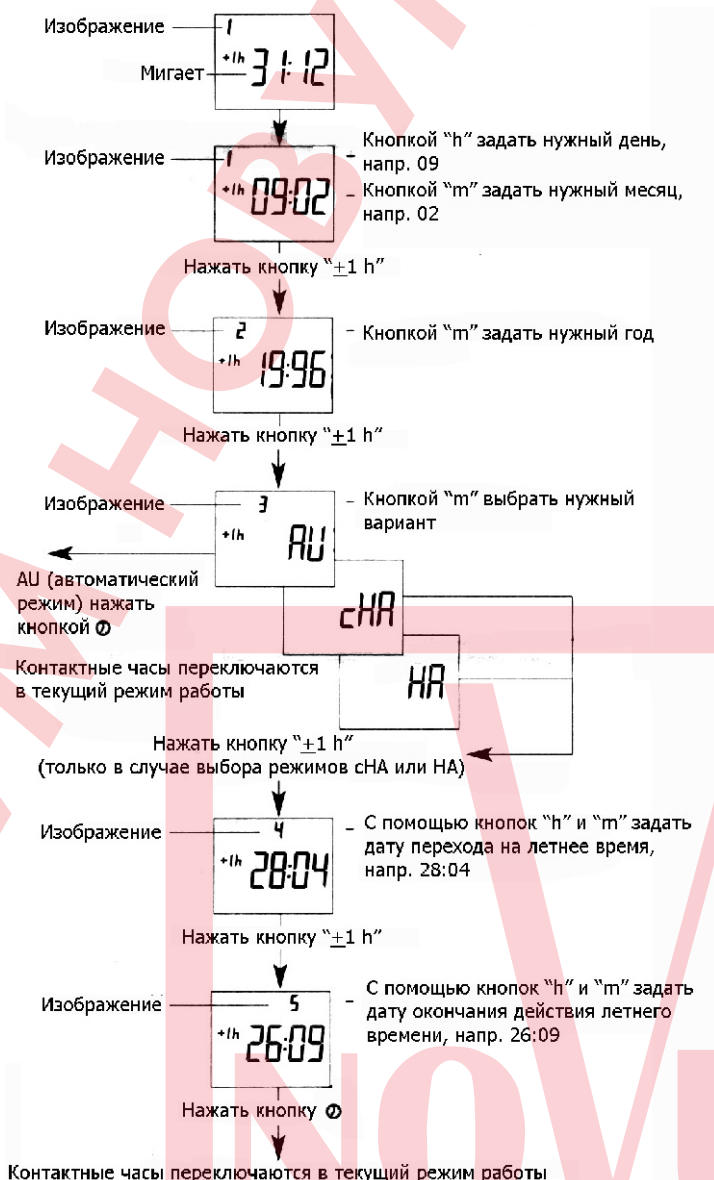 Изображение
1
+1h
31:12
Мигает
Изображение
1
+1h
09:02
Кнопкой “h” задать нужный день,
напр. 09
Кнопкой “m” задать нужный месяц,
напр. 02
Нажать кнопку “±1 h”
Изображение
2
+1h
19:96
Кнопкой “m” задать нужный год
Нажать кнопку “±1 h”
Изображение
3
+1h
AU
Кнопкой “m” выбрать нужный
вариант
AU (автоматический
режим) нажать
кнопкой
cHA
HA
Контактные часы переключаются
в текущий режим работы
Нажать кнопку “±1 h”
(только в случае выбора режимов cHA или HA)
Изображение
4
+1h
28:04
С помощью кнопок “h” и “m” задать
дату перехода на летнее время,
напр. 28:04
Нажать кнопку “±1 h”
Изображение
5
+1h
26:09
С помощью кнопок “h” и “m” задать
дату окончания действия летнего
времени, напр. 26:09
Нажать кнопку
Контактные часы переключаются в текущий режим работы